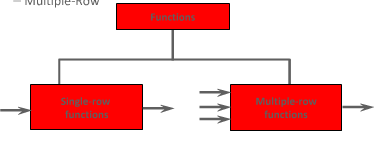 – Multiple-Row
Functions
Single-row
functions
Multiple-row
functions